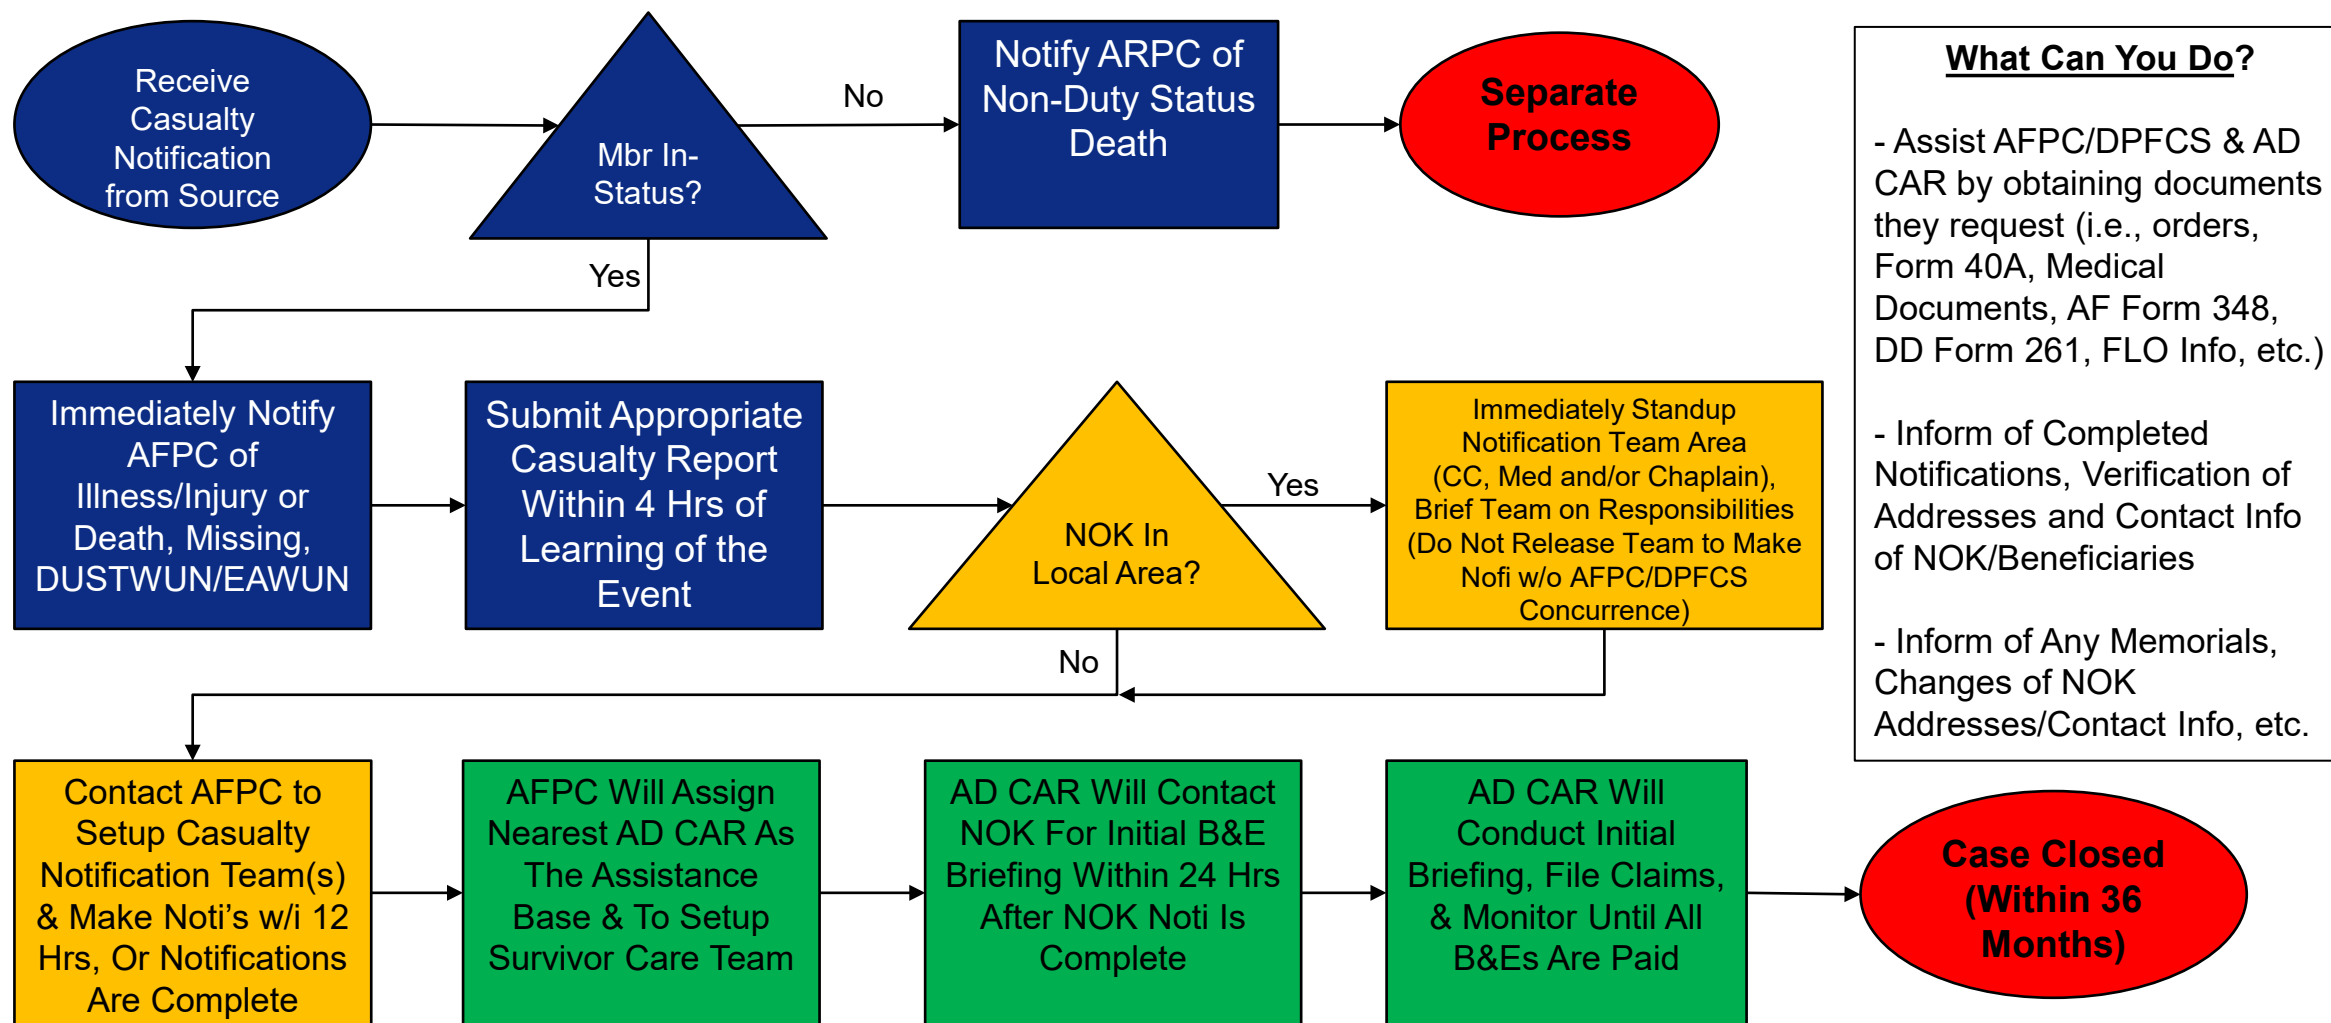 Receive
Casualty
Notification
from Source
Mbr In-
Status?
No
Notify ARPC of
Non-Duty Status
Death
Separate
Process
Yes
Immediately Notify
AFPC of
Illness/Injury or
Death, Missing,
DUSTWUN/EAWUN
Submit Appropriate
Casualty Report
Within 4 Hrs of
Learning of the
Event
NOK In
Local Area?
Yes
Immediately Standup
Notification Team Area
(CC, Med and/or Chaplain),
Brief Team on Responsibilities
(Do Not Release Team to Make
Nofi w/o AFPC/DPFCS
Concurrence)
No
Contact AFPC to
Setup Casualty
Notification Team(s)
& Make Noti’s w/i 12
Hrs, Or Notifications
Are Complete
AFPC Will Assign
Nearest AD CAR As
The Assistance
Base & To Setup
Survivor Care Team
AD CAR Will Contact
NOK For Initial B&E
Briefing Within 24 Hrs
After NOK Noti Is
Complete
AD CAR Will
Conduct Initial
Briefing, File Claims,
& Monitor Until All
B&Es Are Paid
Case Closed
(Within 36
Months)
What Can You Do?
- Assist AFPC/DPFCS & AD
CAR by obtaining documents
they request (i.e., orders,
Form 40A, Medical
Documents, AF Form 348,
DD Form 261, FLO Info, etc.)
- Inform of Completed
Notifications, Verification of
Addresses and Contact Info
of NOK/Beneficiaries
- Inform of Any Memorials,
Changes of NOK
Addresses/Contact Info, etc.